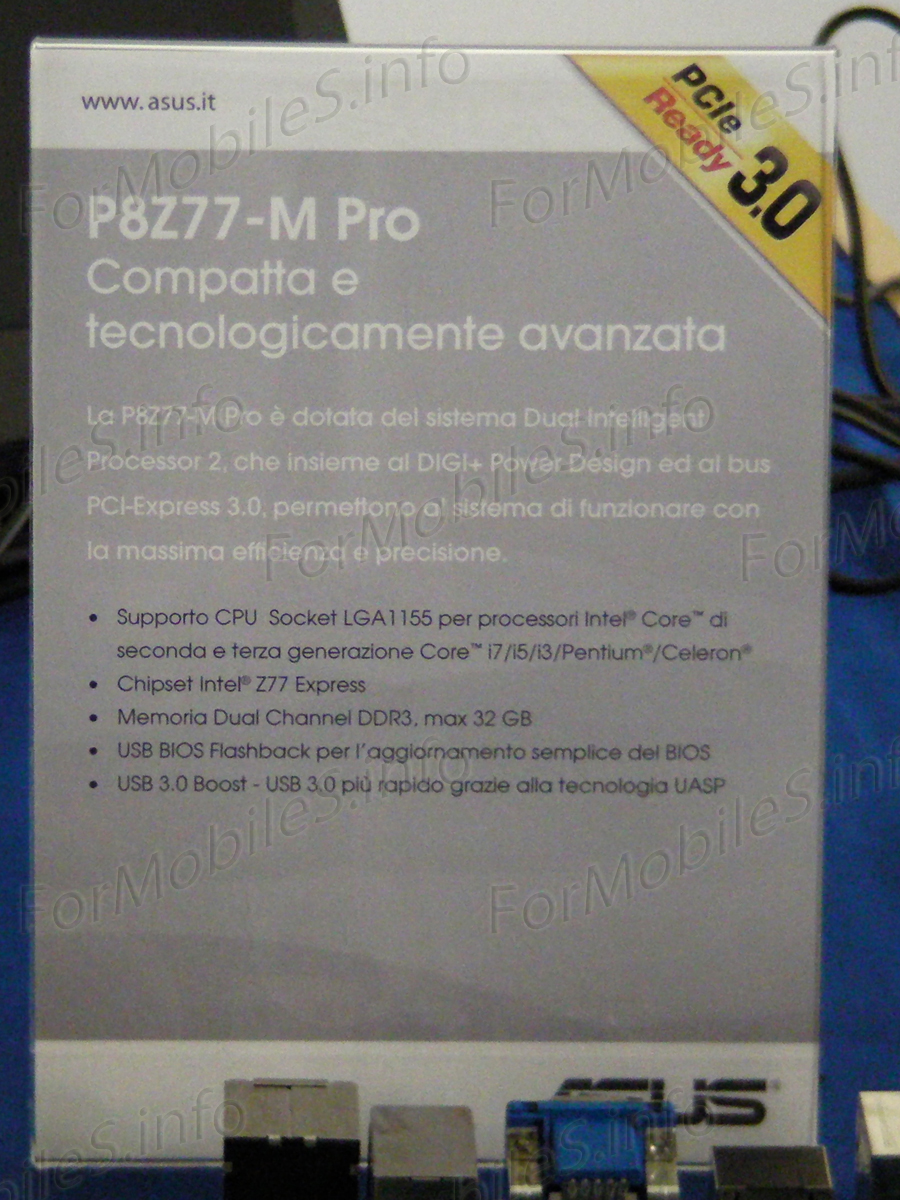 www.asus.it
PCIe
Ready
3.0
P8Z77-M Pro
Compatta e
tecnologicamente avanzata
La P8Z77-M Pro è dotata del sistema Dual Intelligent
Processor 2, che insieme al DIGI+ Power Design ed al bus
PCI-Express 3.0, permettono al sistema di funzionare con
la massima efficienza e precisione.
• Supporto CPU Socket LGA1155 per processori Intel® Core™ di
seconda e terza generazione Core™ i7/i5/i3/Pentium®/Celeron®
• Chipset Intel® Z77 Express
• Memoria Dual Channel DDR3, max 32 GB
• USB BIOS Flashback per l'aggiornamento semplice del BIOS
• USB 3.0 Boost - USB 3.0 più rapido grazie alla tecnologia UASP
ASUS
ForMobileS.info